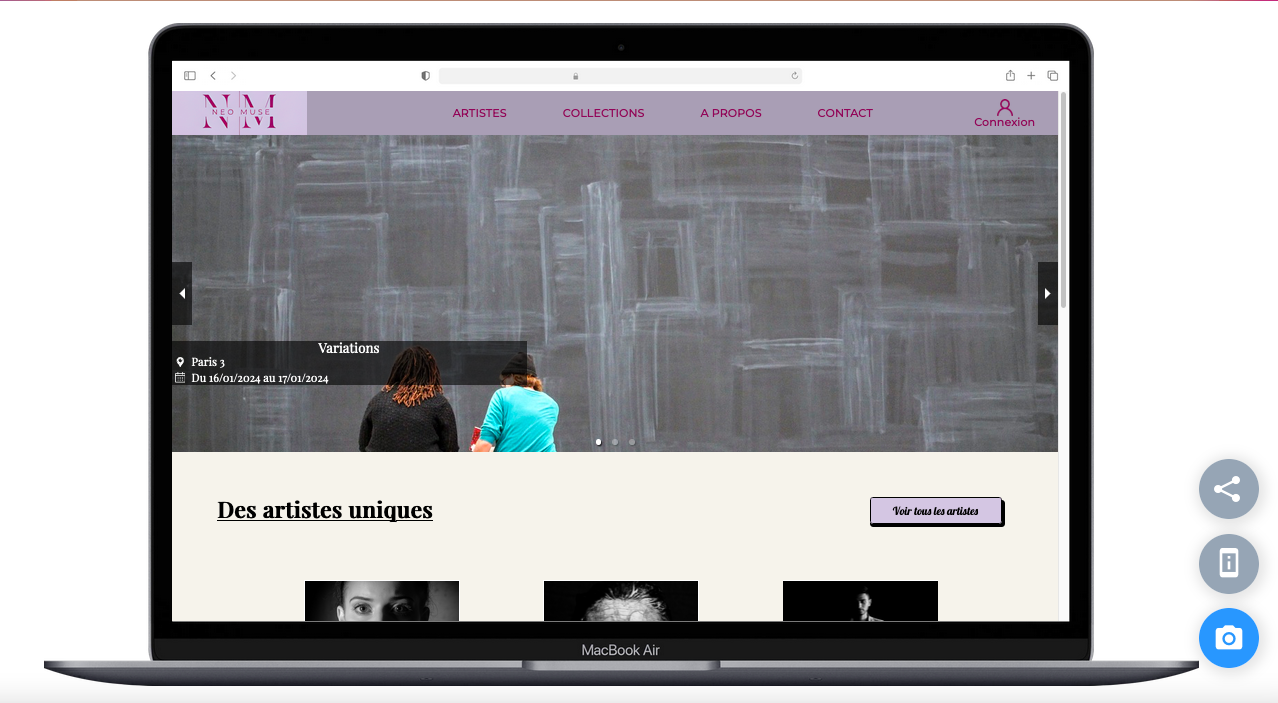 NM
NEO MUSE
ARTISTES
COLLECTIONS
A PROPOS
CONTACT
Connexion
Variations
Paris 3
Du 16/01/2024 au 17/01/2024
Des artistes uniques
Voir tous les artistes
MacBook Air